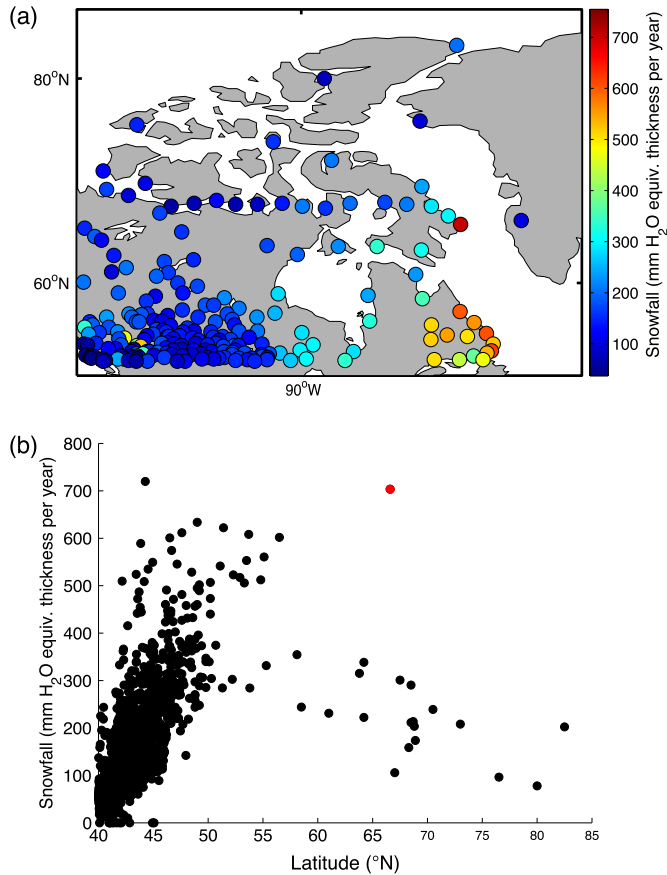 (a)
80°N
60°N
90°W
700
600
500
400
300
200
100
Snowfall (mm H2O equiv. thickness per year)
(b)
800
700
600
500
400
300
200
100
0
40 45 50 55 60 65 70 75 80 85
Snowfall (mm H2O equiv. thickness per year)
Latitude (°N)